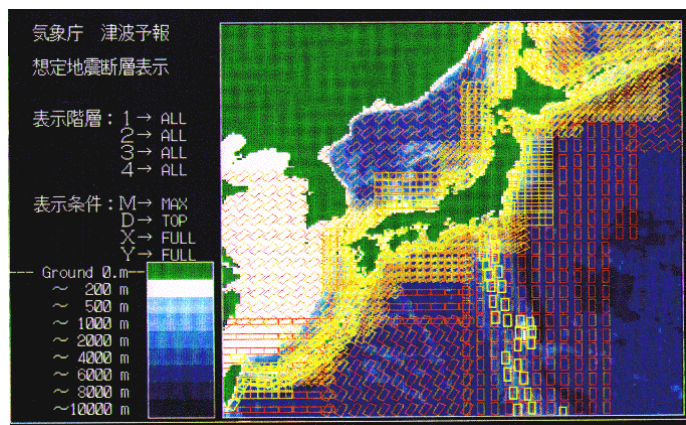 気象庁 津波予報
想定地震断層表示
表示階層:1→ ALL
2→ ALL
3→ ALL
4→ ALL
表示条件:M→ MAX
D→ TOP
X→ FULL
Y→ FULL
--- Ground 0.m---
～ 200 m
～ 500 m
～ 1000 m
～ 2000 m
～ 4000 m
～ 6000 m
～ 8000 m
～10000 m